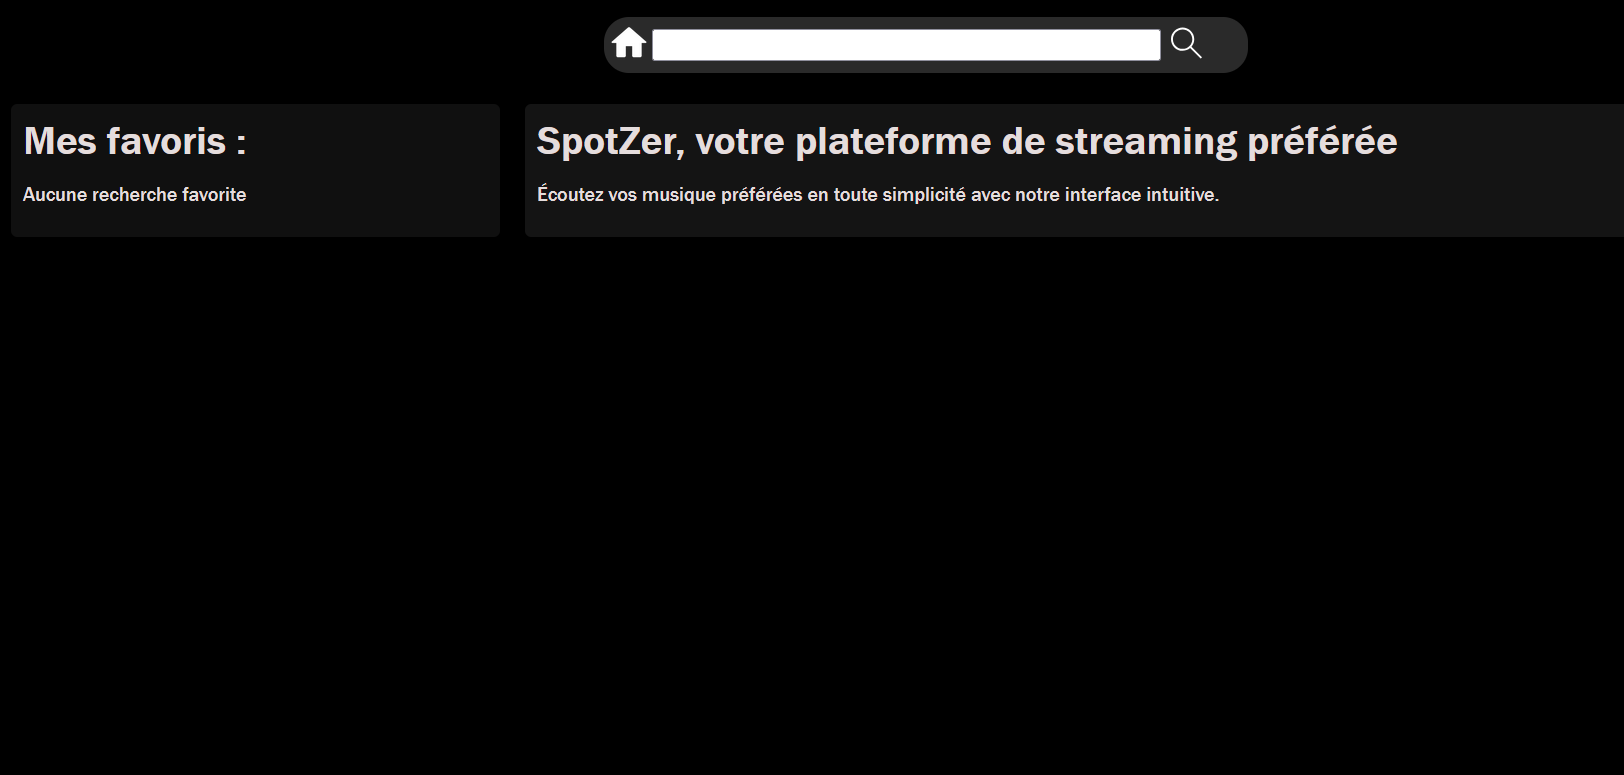 Mes favoris :
Aucune recherche favorite
SpotZer, votre plateforme de streaming préférée
Écoutez vos musique préférées en toute simplicité avec notre interface intuitive.